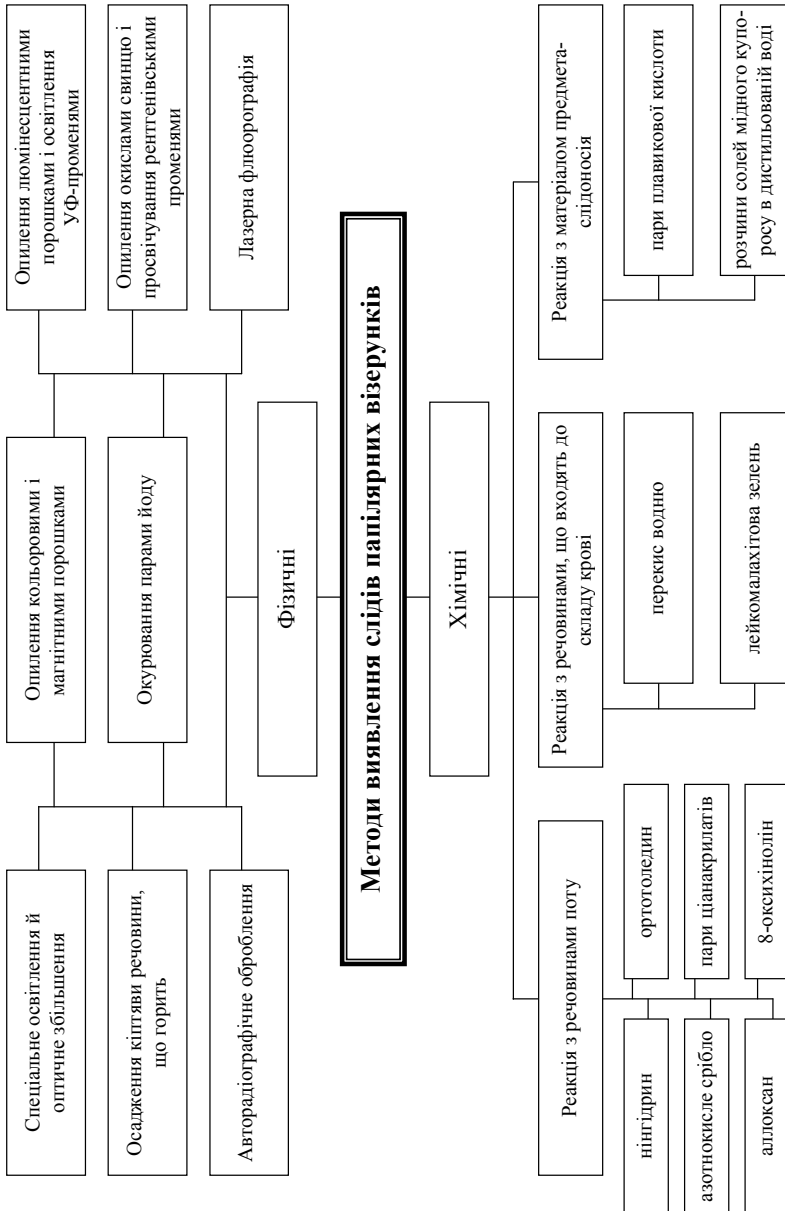 Спеціальне освітлення й
оптичне збільшення
Опилення кольоровими і
магнітними порошками
Опилення люмінесцентними
порошками і освітлення
УФ-променями
Осадження кіптяви речовини,
що горить
Окурювання парами йоду
Опилення окислами свинцю і
просвічування рентгенівськими
променями
Авторадіографічне оброблення
Лазерна флюорографія
Фізичні
Методи виявлення слідів папілярних візерунків
Хімічні
Реакція з речовинами поту
Реакція з речовинами, що входять до
складу крові
Реакція з матеріалом предмета-
слідоносія
нінгідрин
ортотоледин
перекис водню
пари плавикової кислоти
азотнокисле срібло
пари ціанакрилатів
аллоксан
8-оксихінолін
лейкомалахітова зелень
розчини солей мідного купо-
росу в дистильованій воді